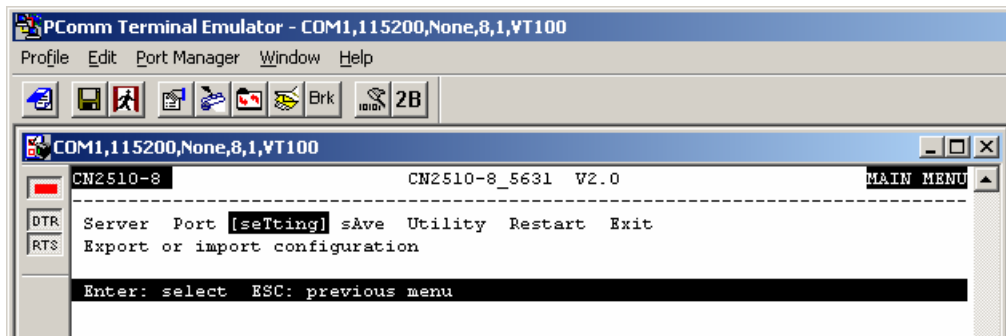 PComm Terminal Emulator - COM1,115200,None,8,1,VT100
Profile Edit Port Manager Window Help
Brk 2B
COM1,115200,None,8,1,VT100
CN2510-8 CN2510-8_5631 V2.0 MAIN MENU
------------------------------------------------------------------------------
DTR Server Port [seTting] sAve Utility Restart Exit
RTS Export or import configuration
Enter: select ESC: previous menu